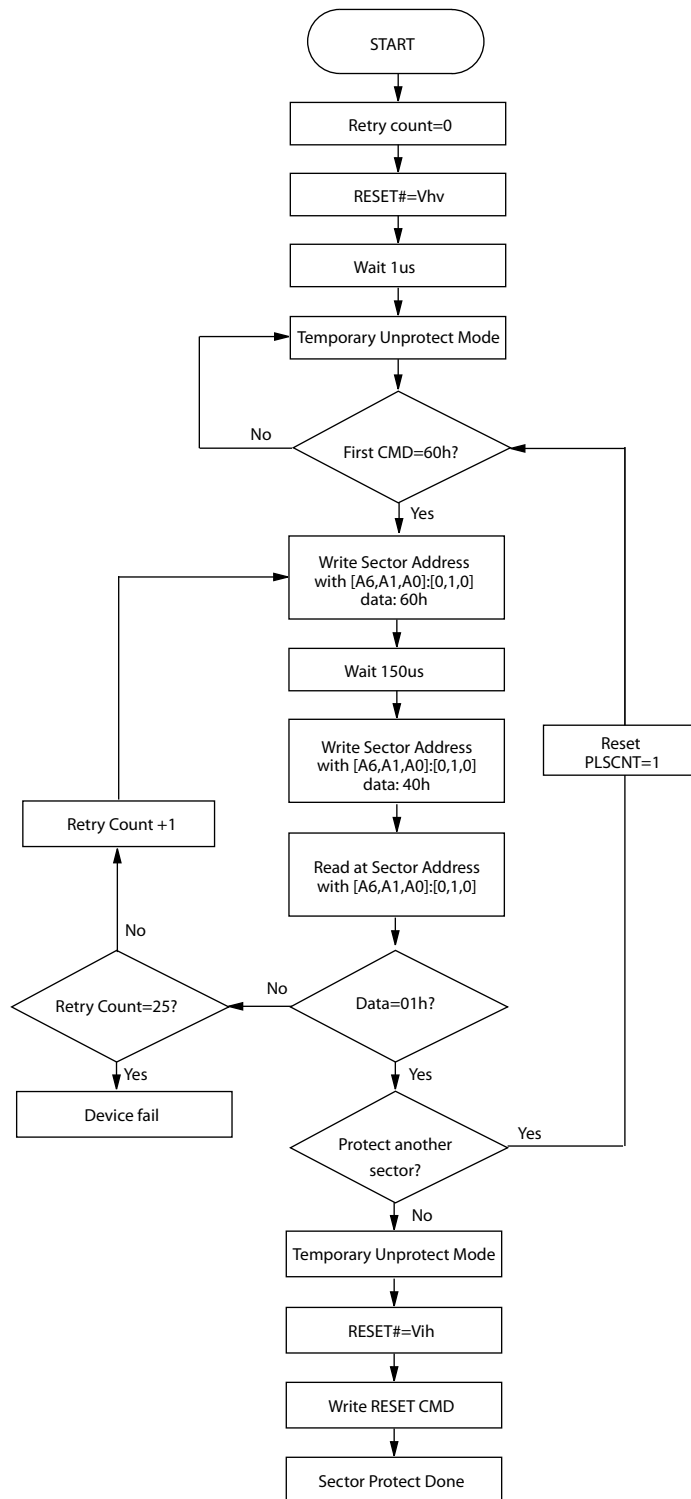 START
Retry count=0
RESET#=Vhv
Wait 1us
Temporary Unprotect Mode
No
First CMD=60h?
Yes
Write Sector Address
with [A6,A1,A0]:[0,1,0]
data: 60h
Wait 150us
Write Sector Address
with [A6,A1,A0]:[0,1,0]
data: 40h
Reset
PLSCNT=1
Retry Count +1
Read at Sector Address
with [A6,A1,A0]:[0,1,0]
No
Retry Count=25?
No
Data=01h?
Yes
Device fail
Yes
Protect another
sector?
Yes
No
Temporary Unprotect Mode
RESET#=Vih
Write RESET CMD
Sector Protect Done